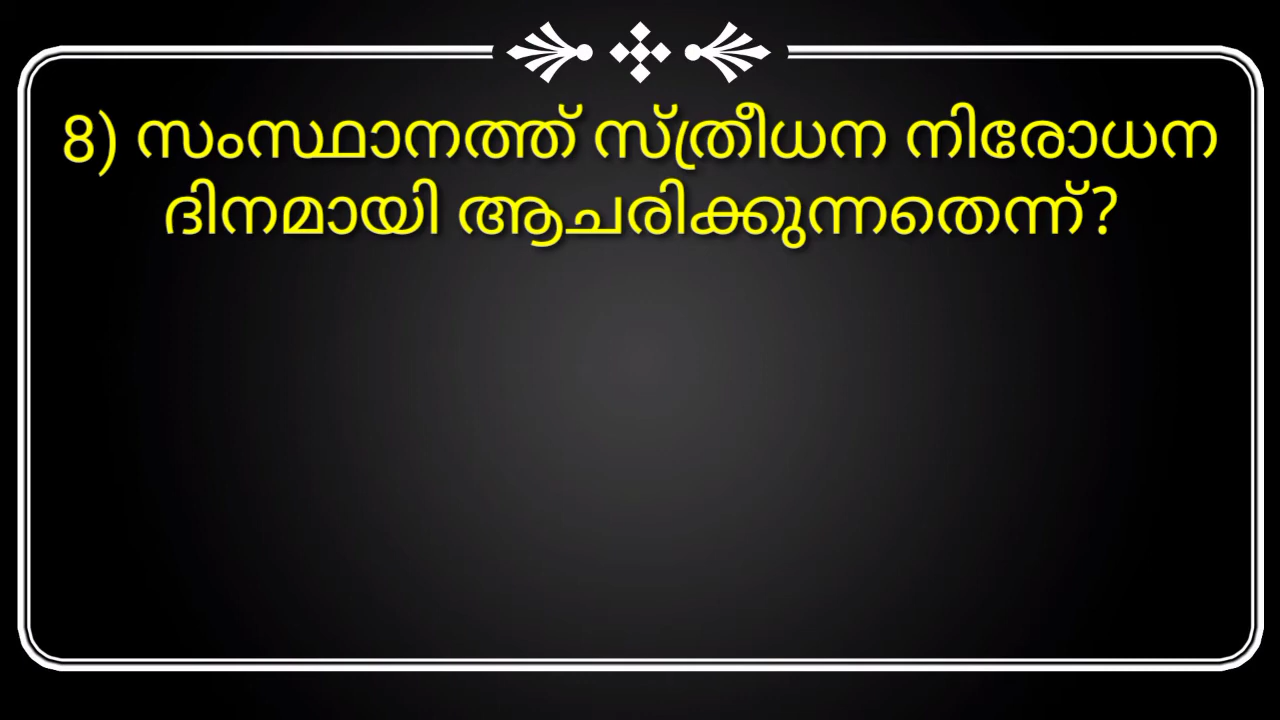 8) സംസ്ഥാനത്ത് സ്ത്രീധന നിരോധന
ദിനമായി ആചരിക്കുന്നതെന്ന്?